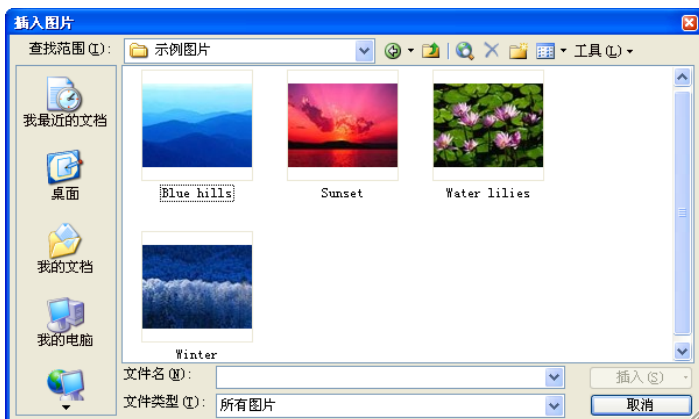 插入图片
查找范围(I): 示例图片 工具(L)
我最近的文档
桌面
我的文档
我的电脑
Blue hills Sunset Water lilies
Winter
文件名(N): 插入(S)
文件类型(T): 所有图片 取消